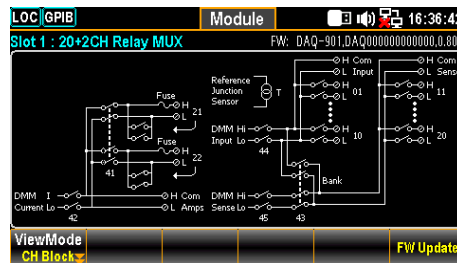 LOC GPIB Module 16:36:42
Slot 1 : 20+2CH Relay MUX FW: DAQ-901,DAQ000000000000,0.80
Reference
Junction
Sensor
T
H Com
L Input
H Com
L Sense
H
01
L
H
11
L
Fuse
H
21
L
Fuse
H
22
L
41
DMM Hi
Input Lo
44
H
10
L
H
20
L
Bank
DMM I
Current Lo
42
H Com
L Amps
DMM Hi
Sense Lo
45
43
ViewMode
CH Block
FW Update